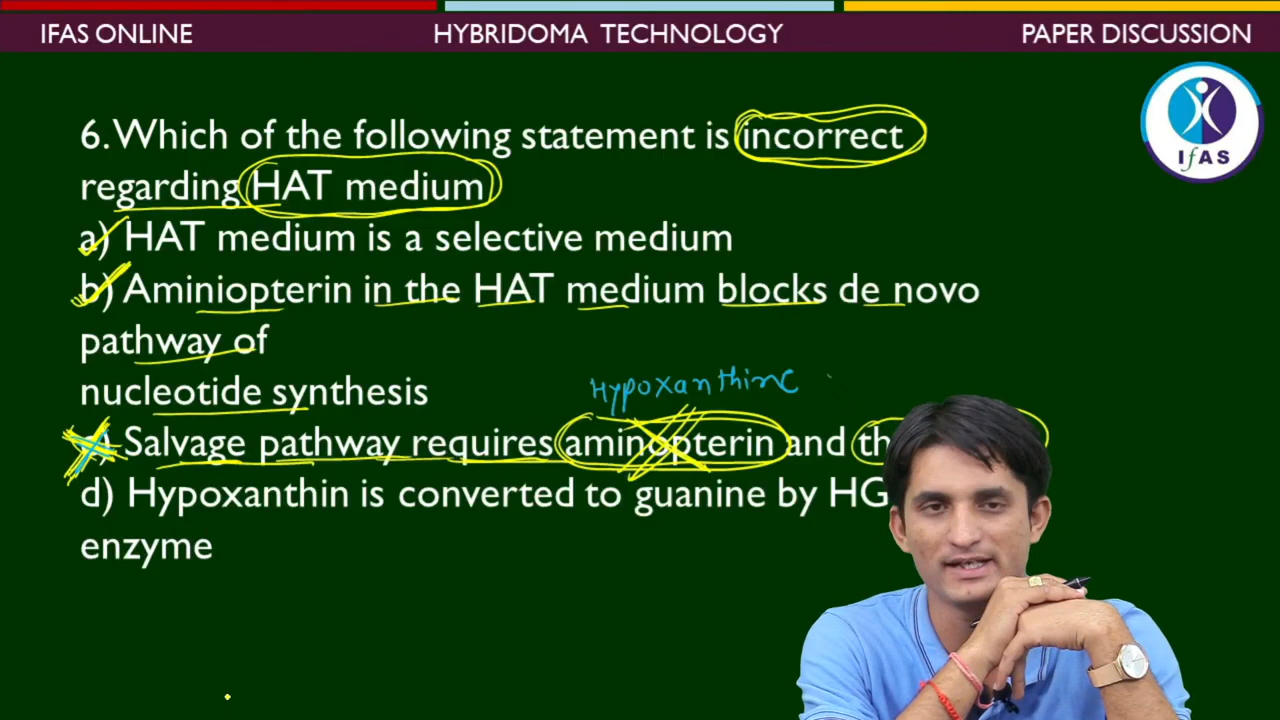 IFAS ONLINE HYBRIDOMA TECHNOLOGY PAPER DISCUSSION
IfAS
6. Which of the following statement is incorrect
regarding HAT medium
a) HAT medium is a selective medium
b) Aminiopterin in the HAT medium blocks de novo
pathway of
nucleotide synthesis
Hypoxanthine
Salvage pathway requires aminopterin and
d) Hypoxanthin is converted to guanine by HG
enzyme